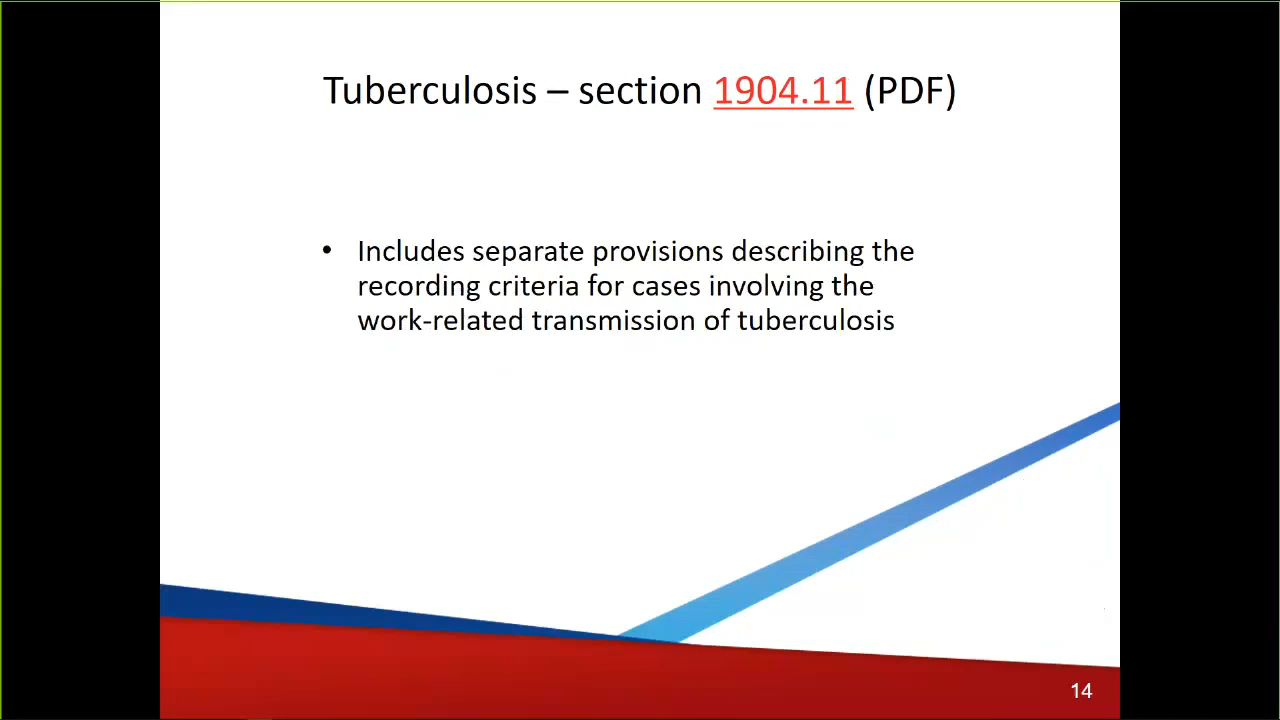 Tuberculosis – section 1904.11 (PDF)
• Includes separate provisions describing the
recording criteria for cases involving the
work-related transmission of tuberculosis
14